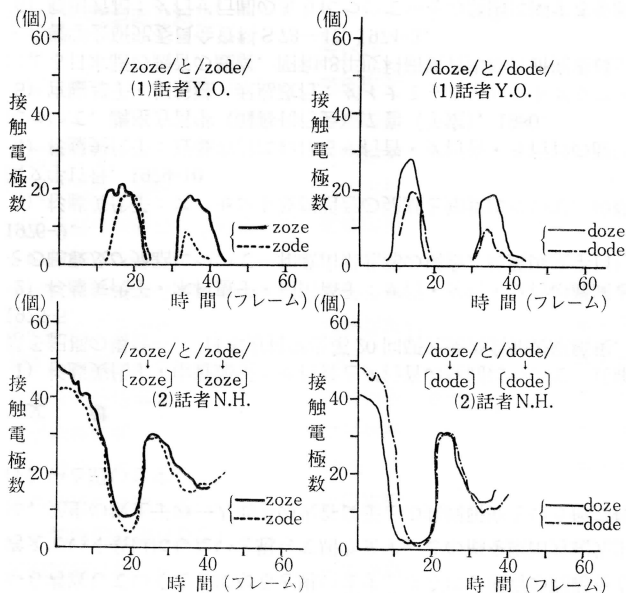 (個)
/zoze/と/zode/
(1)話者Y.O.
接触電極数
60
40
20
0
20 40 60
時間(フレーム)
zoze
zode
(個)
/doze/と/dode/
(1)話者Y.O.
接触電極数
60
40
20
0
20 40 60
時間(フレーム)
doze
dode
(個)
/zoze/と/zode/
↓ ↓
[zoze] [zoze]
(2)話者N.H.
接触電極数
60
40
20
0
20 40 60
時間(フレーム)
zoze
zode
(個)
/doze/と/dode/
↓ ↓
[dode] [dode]
(2)話者N.H.
接触電極数
60
40
20
0
20 40 60
時間(フレーム)
doze
dode